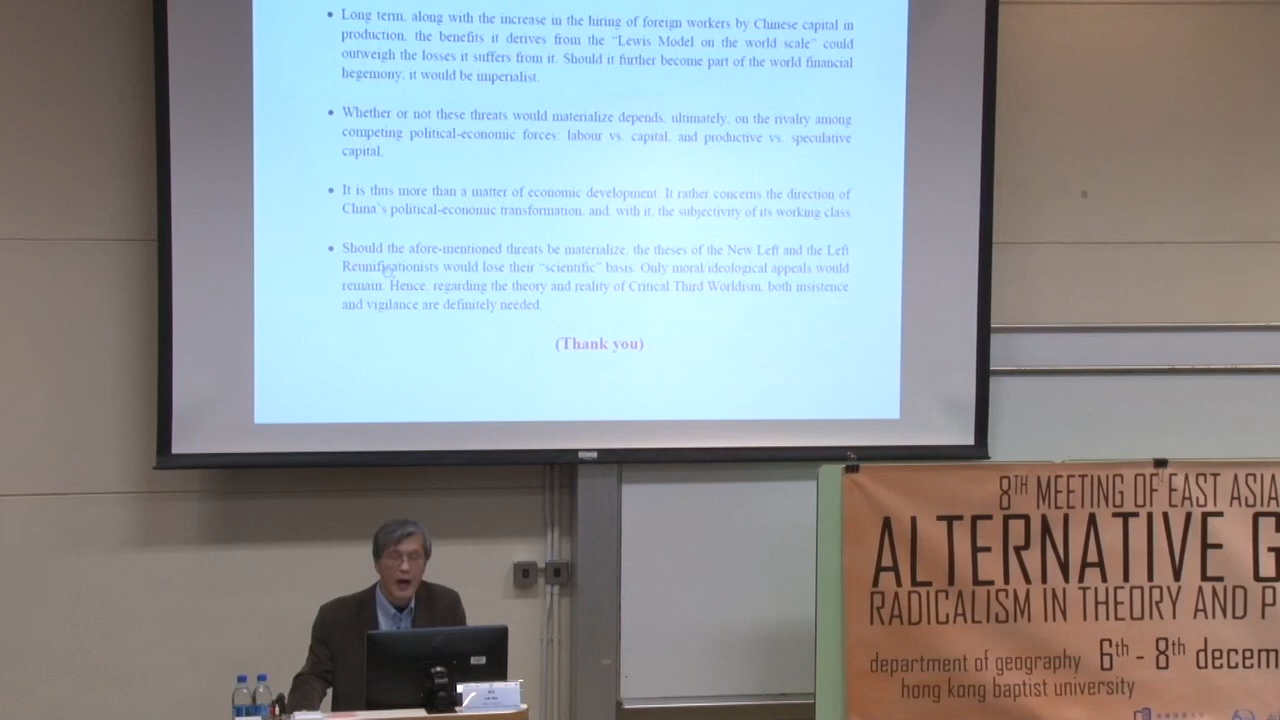 • Long term, along with the increase in the hiring of foreign workers by Chinese capital in
production, the benefits it derives from the “Lewis Model on the world scale” could
outweigh the losses it suffers from it. Should it further become part of the world financial
hegemony, it would be imperialist.
• Whether or not these threats would materialize depends, ultimately, on the rivalry among
competing political-economic forces: labour vs. capital, and productive vs. speculative
capital.
• It is thus more than a matter of economic development. It rather concerns the direction of
China's political-economic transformation, and, with it, the subjectivity of its working class.
• Should the afore-mentioned threats be materialize, the theses of the New Left and the Left
Reunificationists would lose their “scientific” basis. Only moral/ideological appeals would
remain. Hence, regarding the theory and reality of Critical Third Worldism, both insistence
and vigilance are definitely needed.
(Thank you)
8TH MEETING OF EAST ASIA
ALTERNATIVE G
RADICALISM IN THEORY AND P
department of geography 6th - 8th decem
hong kong baptist university